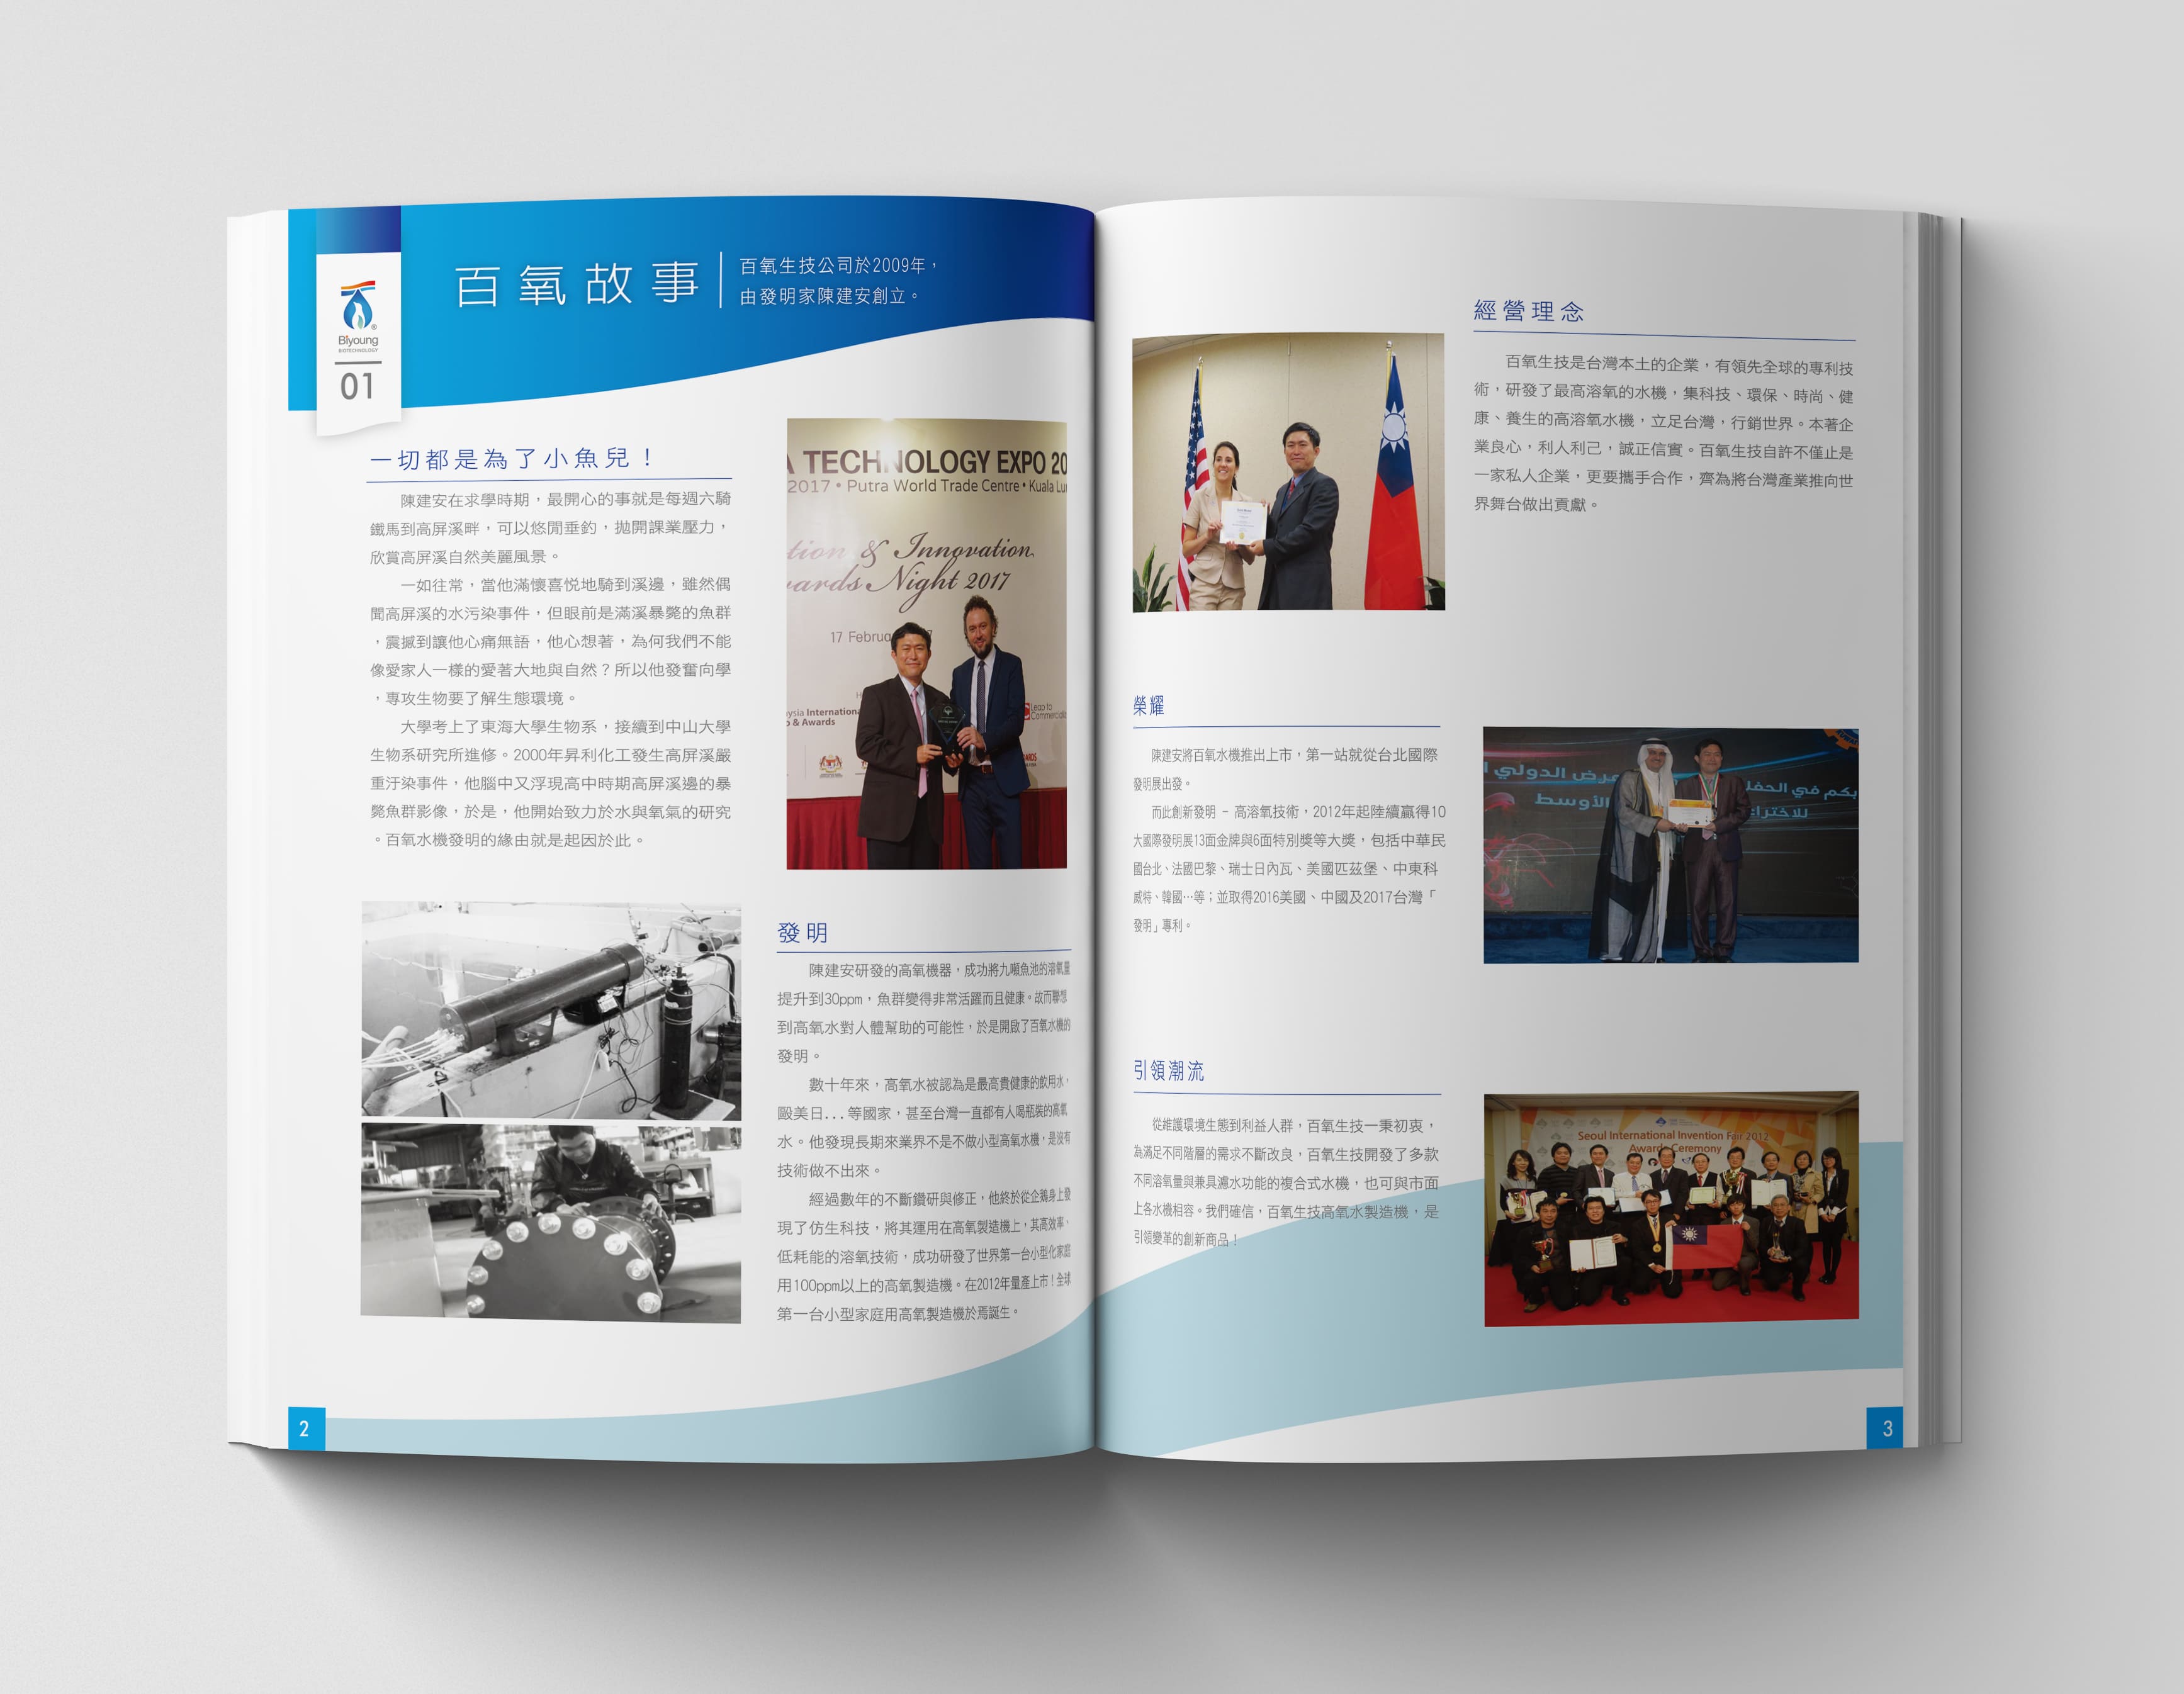 Biyoung
BIOTECHNOLOGY
01
百氧故事
百氧生技公司於2009年，
由發明家陳建安創立。
一切都是為了小魚兒！
陳建安在求學時期，最開心的事就是每週六騎
鐵馬到高屏溪畔，可以悠閒垂釣，拋開課業壓力，
欣賞高屏溪自然美麗風景。
一如往常，當他滿懷喜悅地騎到溪邊，雖然偶
聞高屏溪的水污染事件，但眼前是滿溪暴斃的魚群
，震撼到讓他心痛無語，他心想著，為何我們不能
像愛家人一樣的愛著大地與自然？所以他發奮向學
，專攻生物要了解生態環境。
大學考上了東海大學生物系，接續到中山大學
生物系研究所進修。2000年昇利化工發生高屏溪嚴
重汙染事件，他腦中又浮現高中時期高屏溪邊的暴
斃魚群影像，於是，他開始致力於水與氧氣的研究
。百氧水機發明的緣由就是起因於此。
A TECHNOLOGY EXPO 20
2017 • Putra World Trade Centre • Kuala Lu
tion & Innovation
wards Night 2017
17 Februa 7
ysia International
o & Awards
Leap to
Commercial
發明
陳建安研發的高氧機器，成功將九噸魚池的溶氧量
提升到30ppm，魚群變得非常活躍而且健康。故而聯想
到高氧水對人體幫助的可能性，於是開啟了百氧水機的
發明。
數十年來，高氧水被認為是最高貴健康的飲用水，
毆美日...等國家，甚至台灣一直都有人喝瓶裝的高氧
水。他發現長期來業界不是不做小型高氧水機，是沒有
技術做不出來。
經過數年的不斷鑽研與修正，他終於從企鵝身上發
現了仿生科技，將其運用在高氧製造機上，其高效率、
低耗能的溶氧技術，成功研發了世界第一台小型化家庭
用100ppm以上的高氧製造機。在2012年量產上市！全球
第一台小型家庭用高氧製造機於焉誕生。
2
經營理念
百氧生技是台灣本土的企業，有領先全球的專利技
術，研發了最高溶氧的水機，集科技、環保、時尚、健
康、養生的高溶氧水機，立足台灣，行銷世界。本著企
業良心，利人利己，誠正信實。百氧生技自許不僅止是
一家私人企業，更要攜手合作，齊為將台灣產業推向世
界舞台做出貢獻。
榮耀
陳建安將百氧水機推出上市，第一站就從台北國際
發明展出發。
而此創新發明 – 高溶氧技術，2012年起陸續贏得10
大國際發明展13面金牌與6面特別獎等大獎，包括中華民
國台北、法國巴黎、瑞士日內瓦、美國匹茲堡、中東科
威特、韓國…等；並取得2016美國、中國及2017台灣「
發明」專利。
引領潮流
從維護環境生態到利益人群，百氧生技一秉初衷，
為滿足不同階層的需求不斷改良，百氧生技開發了多款
不同溶氧量與兼具濾水功能的複合式水機，也可與市面
上各水機相容。我們確信，百氧生技高氧水製造機，是
引領變革的創新商品！
Seoul International Invention Fair 2012
Awards Ceremony
3